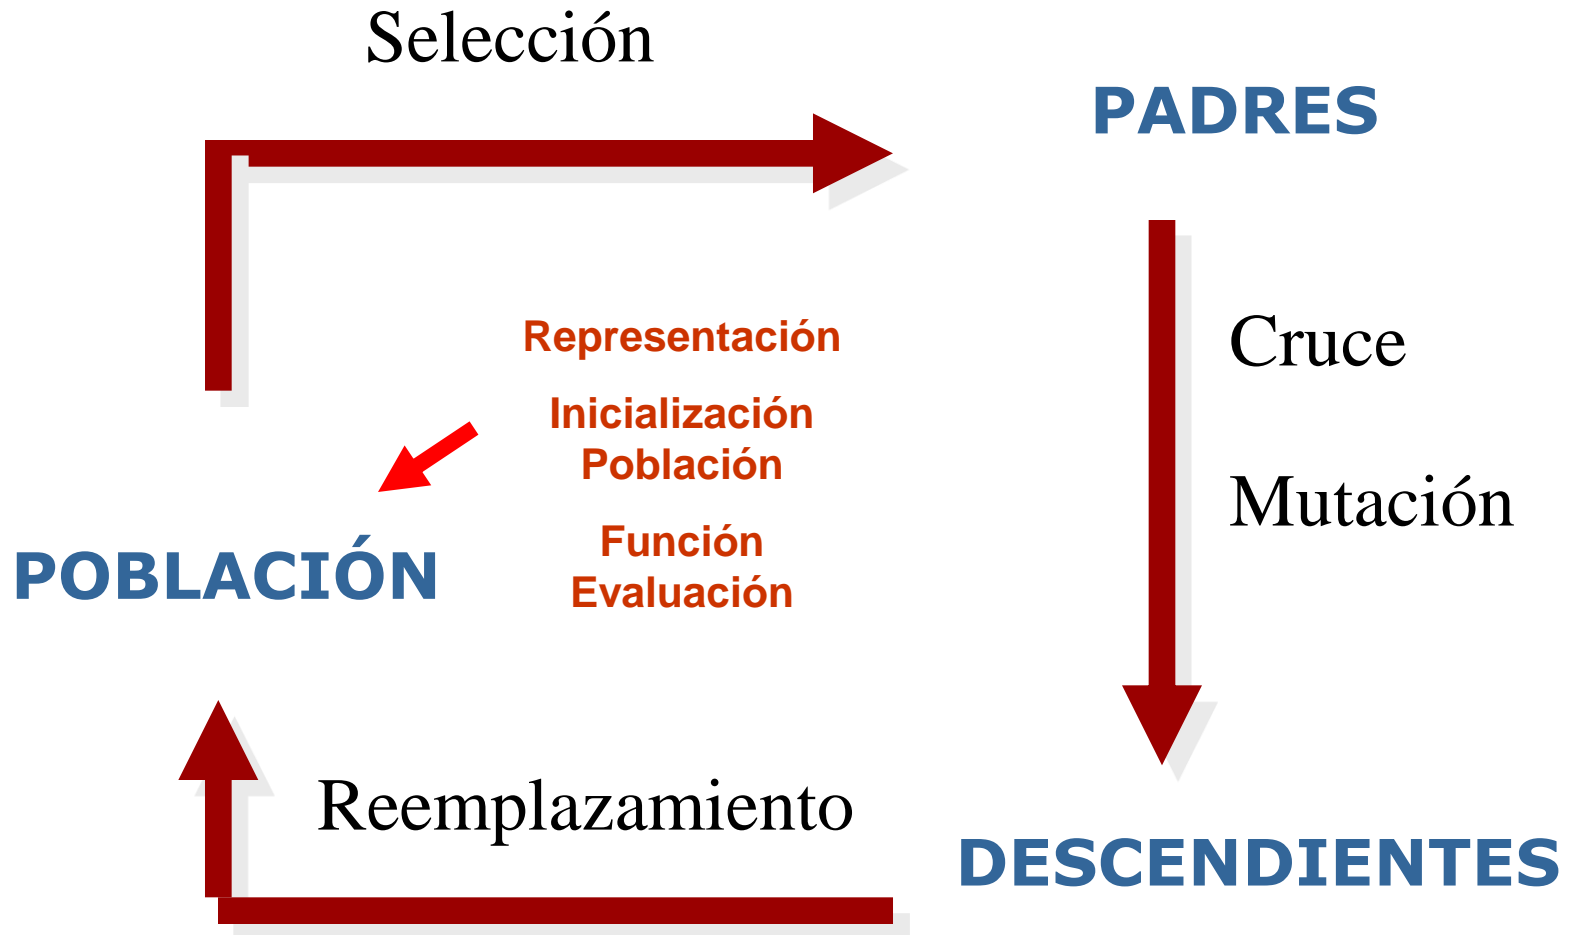 Selección
PADRES
Representación
Cruce
Inicialización
Población
Mutación
Función
POBLACIÓN
Evaluación
Reemplazamiento
DESCENDIENTES